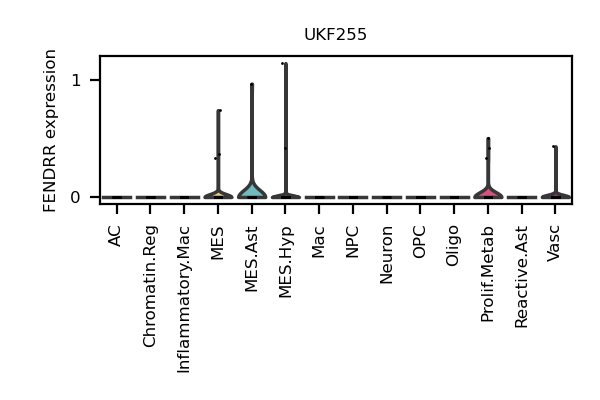 UKF255
FENDRR expression
1
0
AC
Chromatin.Reg
Inflammatory.Mac
MES
MES.Ast
MES.Hyp
Mac
NPC
Neuron
OPC
Oligo
Prolif.Metab
Reactive.Ast
Vasc